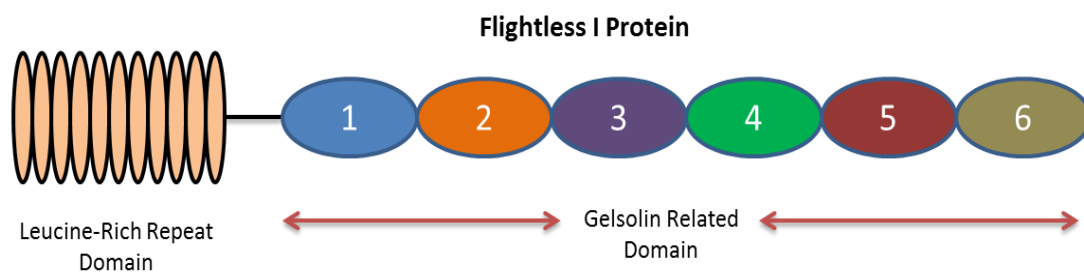 Flightless I Protein
1 2 3 4 5 6
Leucine-Rich Repeat
Domain
Gelsolin Related
Domain